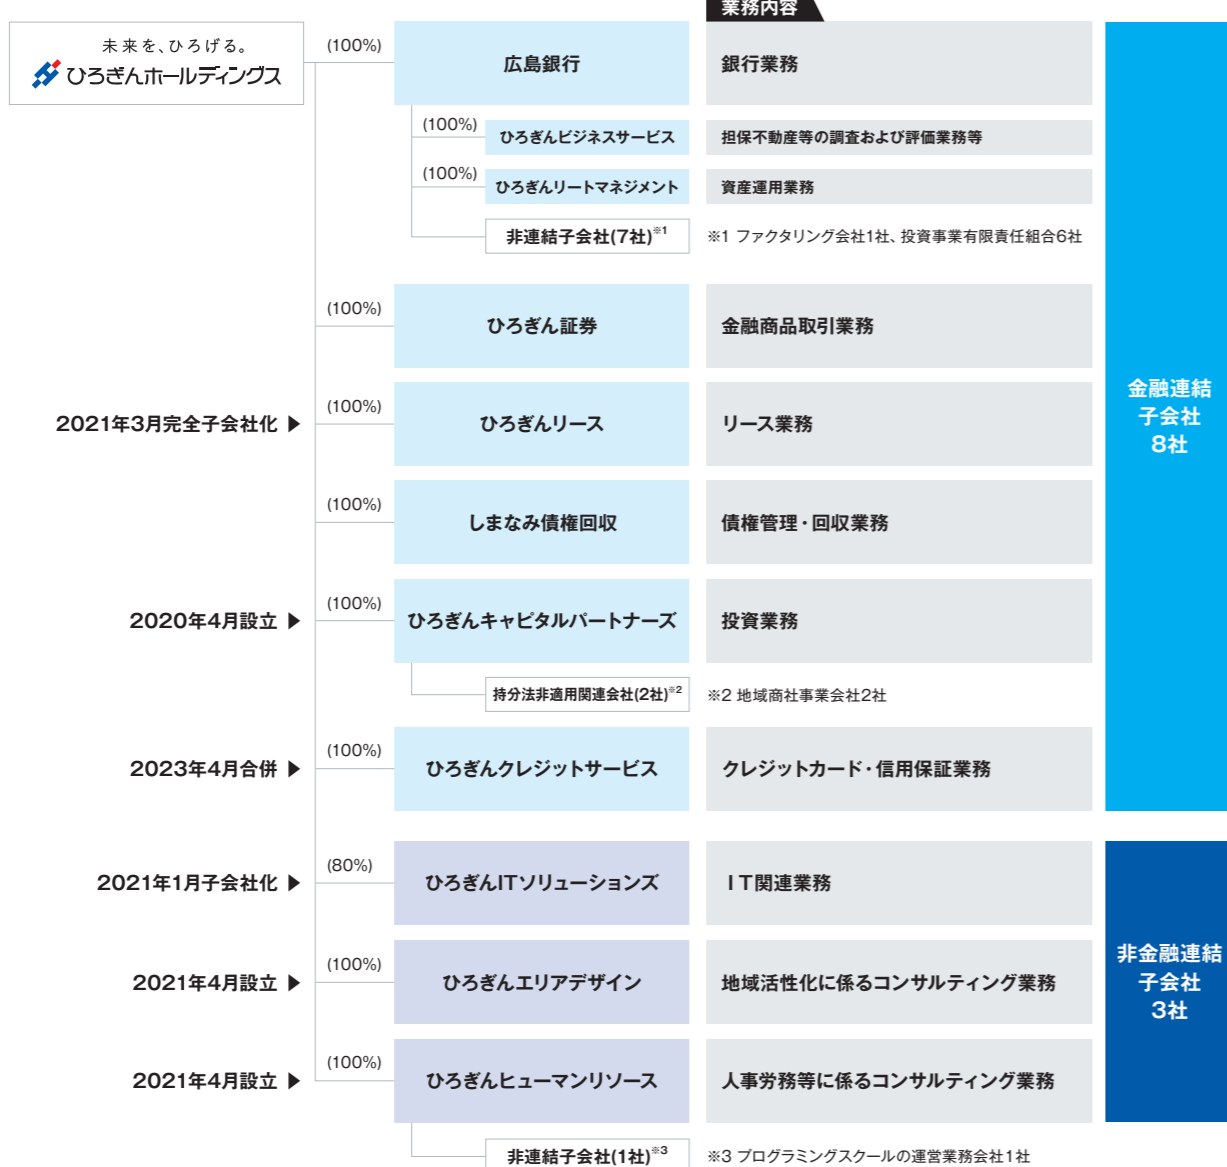 業務内容
未来を、ひろげる。
ひろぎんホールディングス
(100%)
広島銀行
銀行業務
(100%)
ひろぎんビジネスサービス
担保不動産等の調査および評価業務等
(100%)
ひろぎんリートマネジメント
資産運用業務
非連結子会社(7社)※1
※1 ファクタリング会社1社、投資事業有限責任組合6社
(100%)
ひろぎん証券
金融商品取引業務
2021年3月完全子会社化 ▶
(100%)
ひろぎんリース
リース業務
(100%)
しまなみ債権回収
債権管理・回収業務
2020年4月設立 ▶
(100%)
ひろぎんキャピタルパートナーズ
投資業務
持分法非適用関連会社(2社)※2
※2 地域商社事業会社2社
2023年4月合併 ▶
(100%)
ひろぎんクレジットサービス
クレジットカード・信用保証業務
金融連結
子会社
8社
2021年1月子会社化 ▶
(80%)
ひろぎんITソリューションズ
IT関連業務
2021年4月設立 ▶
(100%)
ひろぎんエリアデザイン
地域活性化に係るコンサルティング業務
2021年4月設立 ▶
(100%)
ひろぎんヒューマンリソース
人事労務等に係るコンサルティング業務
非連結子会社(1社)※3
※3 プログラミングスクールの運営業務会社1社
非金融連結
子会社
3社